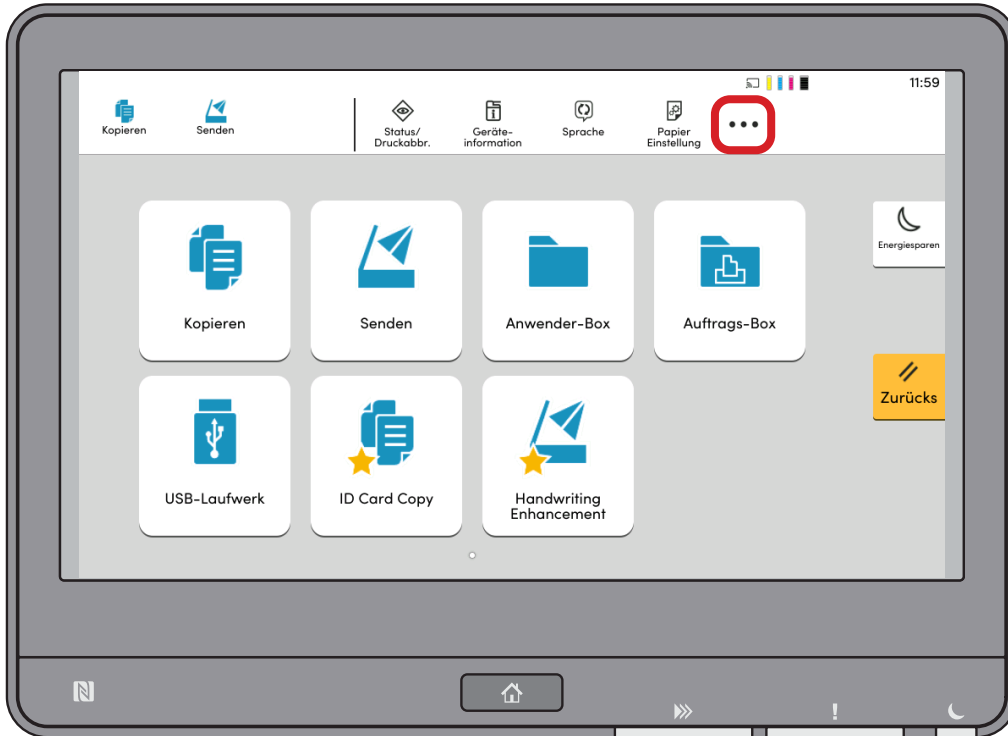 11:59
Kopieren
Senden
Status/
Druckabbr.
Geräte-
information
Sprache
Papier
Einstellung
Energiesparen
Kopieren
Senden
Anwender-Box
Auftrags-Box
Zurücks
USB-Laufwerk
ID Card Copy
Handwriting
Enhancement